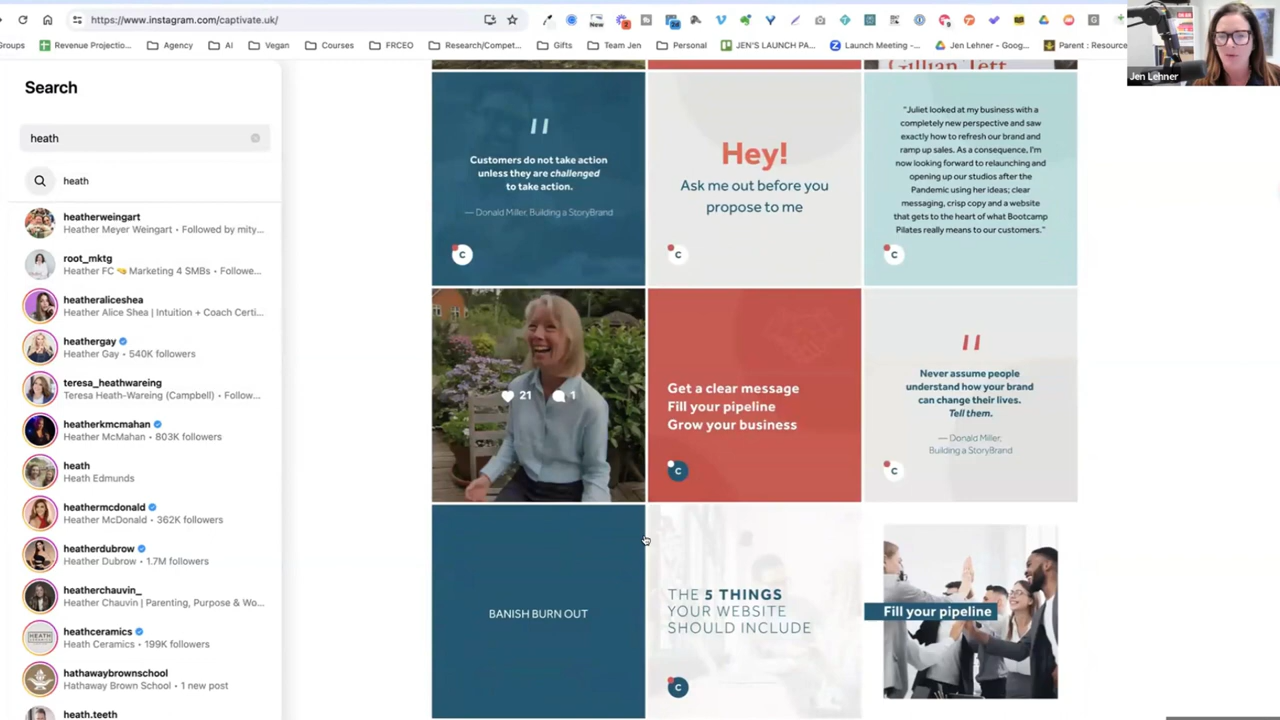 https://www.instagram.com/captivate.uk/
New
Groups
Revenue Projectio...
Agency
AI
Vegan
Courses
FRCEO
Research/Compet...
Gifts
Team Jen
Personal
JEN'S LAUNCH PA...
Launch Meeting -...
Jen Lehner - Goog...
Parent : Resource
Jen Lehner
Search
heath
heath
heatherweingart
Heather Meyer Weingart • Followed by mity...
root_mktg
Heather FC Marketing 4 SMBs • Followe...
heatheraliceshea
Heather Alice Shea | Intuition + Coach Certi...
heathergay
Heather Gay • 540K followers
teresa_heathwareing
Teresa Heath-Wareing (Campbell) • Follow...
heatherkmcmahan
Heather McMahan • 803K followers
heath
Heath Edmunds
heathermcdonald
Heather McDonald • 362K followers
heatherdubrow
Heather Dubrow • 1.7M followers
heatherchauvin_
Heather Chauvin | Parenting, Purpose & Wo...
heathceramics
Heath Ceramics • 199K followers
hathawaybrownschool
Hathaway Brown School • 1 new post
heath.teeth
Gillian Tett
"
Customers do not take action
unless they are challenged
to take action.
— Donald Miller, Building a StoryBrand
C
Hey!
Ask me out before you
propose to me
C
"Juliet looked at my business with a
completely new perspective and saw
exactly how to refresh our brand and
ramp up sales. As a consequence, I'm
now looking forward to relaunching and
opening up our studios after the
Pandemic using her ideas; clear
messaging, crisp copy and a website
that gets to the heart of what Bootcamp
Pilates really means to our customers."
C
21 1
Get a clear message
Fill your pipeline
Grow your business
C
"
Never assume people
understand how your brand
can change their lives.
Tell them.
— Donald Miller,
Building a StoryBrand
C
BANISH BURN OUT
THE 5 THINGS
YOUR WEBSITE
SHOULD INCLUDE
C
Fill your pipeline